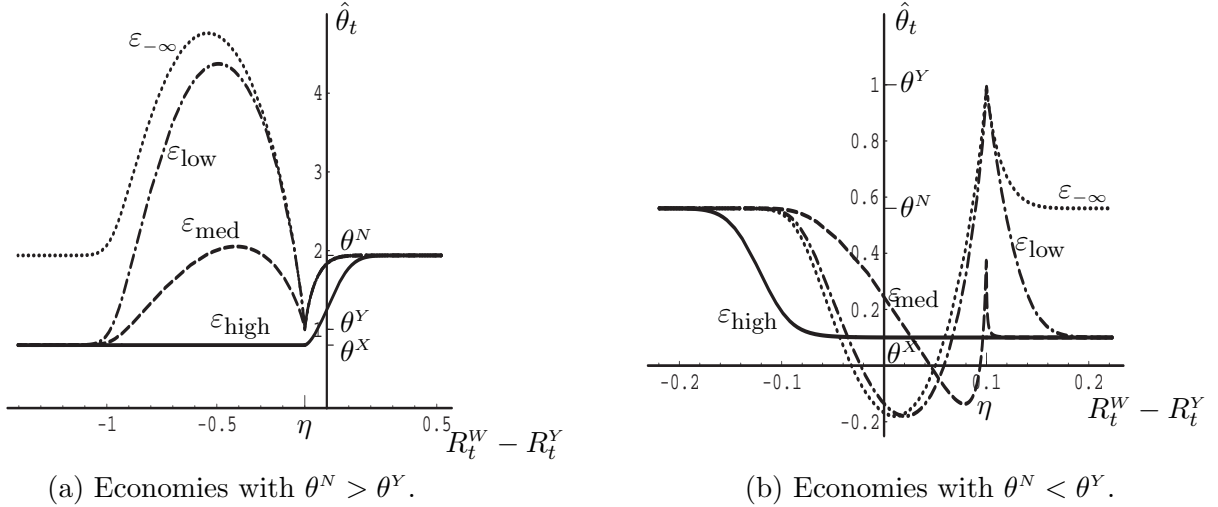 θ̂_t
ε_{−∞}
4
ε_low
3
ε_med
2
θ^N
ε_high
1
θ^Y
θ^X
-1
-0.5
η
0.5
R_t^W − R_t^Y
(a) Economies with θ^N > θ^Y.
θ̂_t
1
θ^Y
0.8
0.6
θ^N
ε_{−∞}
0.4
ε_low
ε_med
ε_high
0.2
θ^X
-0.2
-0.1
0.1
0.2
η
R_t^W − R_t^Y
-0.2
(b) Economies with θ^N < θ^Y.